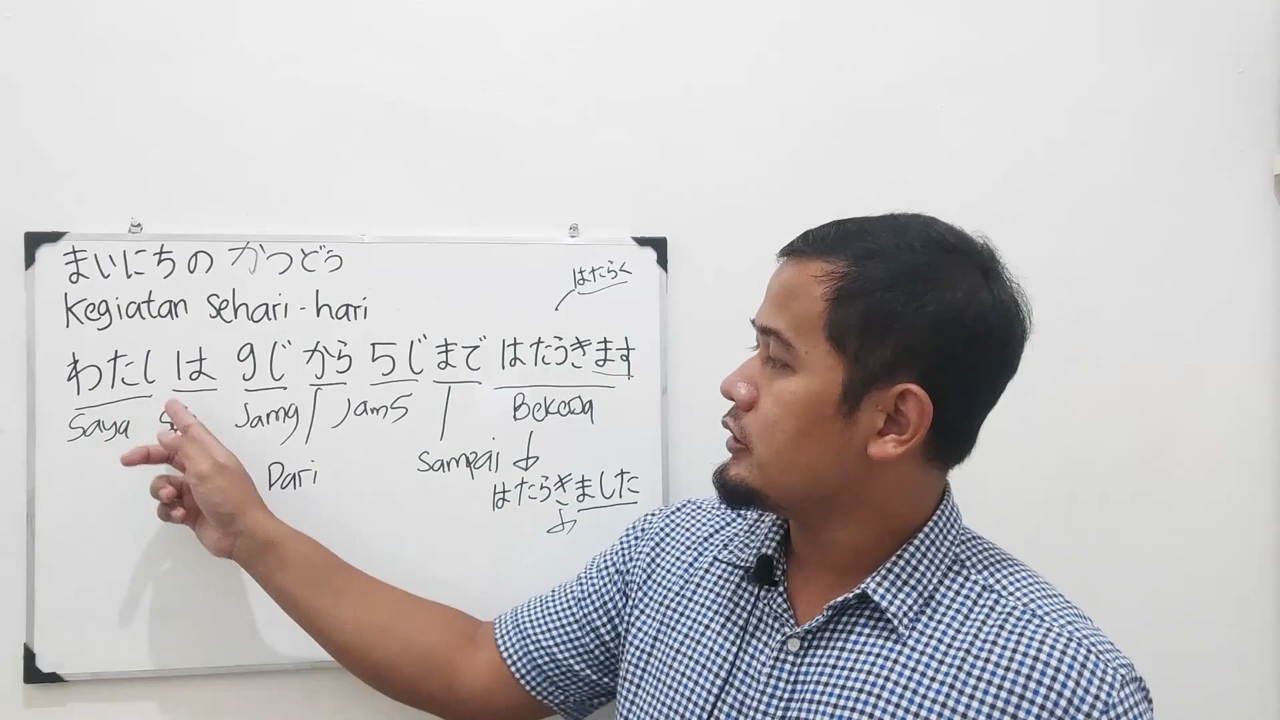 まいにちの かつどう
kegiatan sehari-hari
はたらく
わたし は 9じ から 5じ まで はたらきます
Saya Jam9 Jam5 Bekerja
Dari Sampai
はたらきました